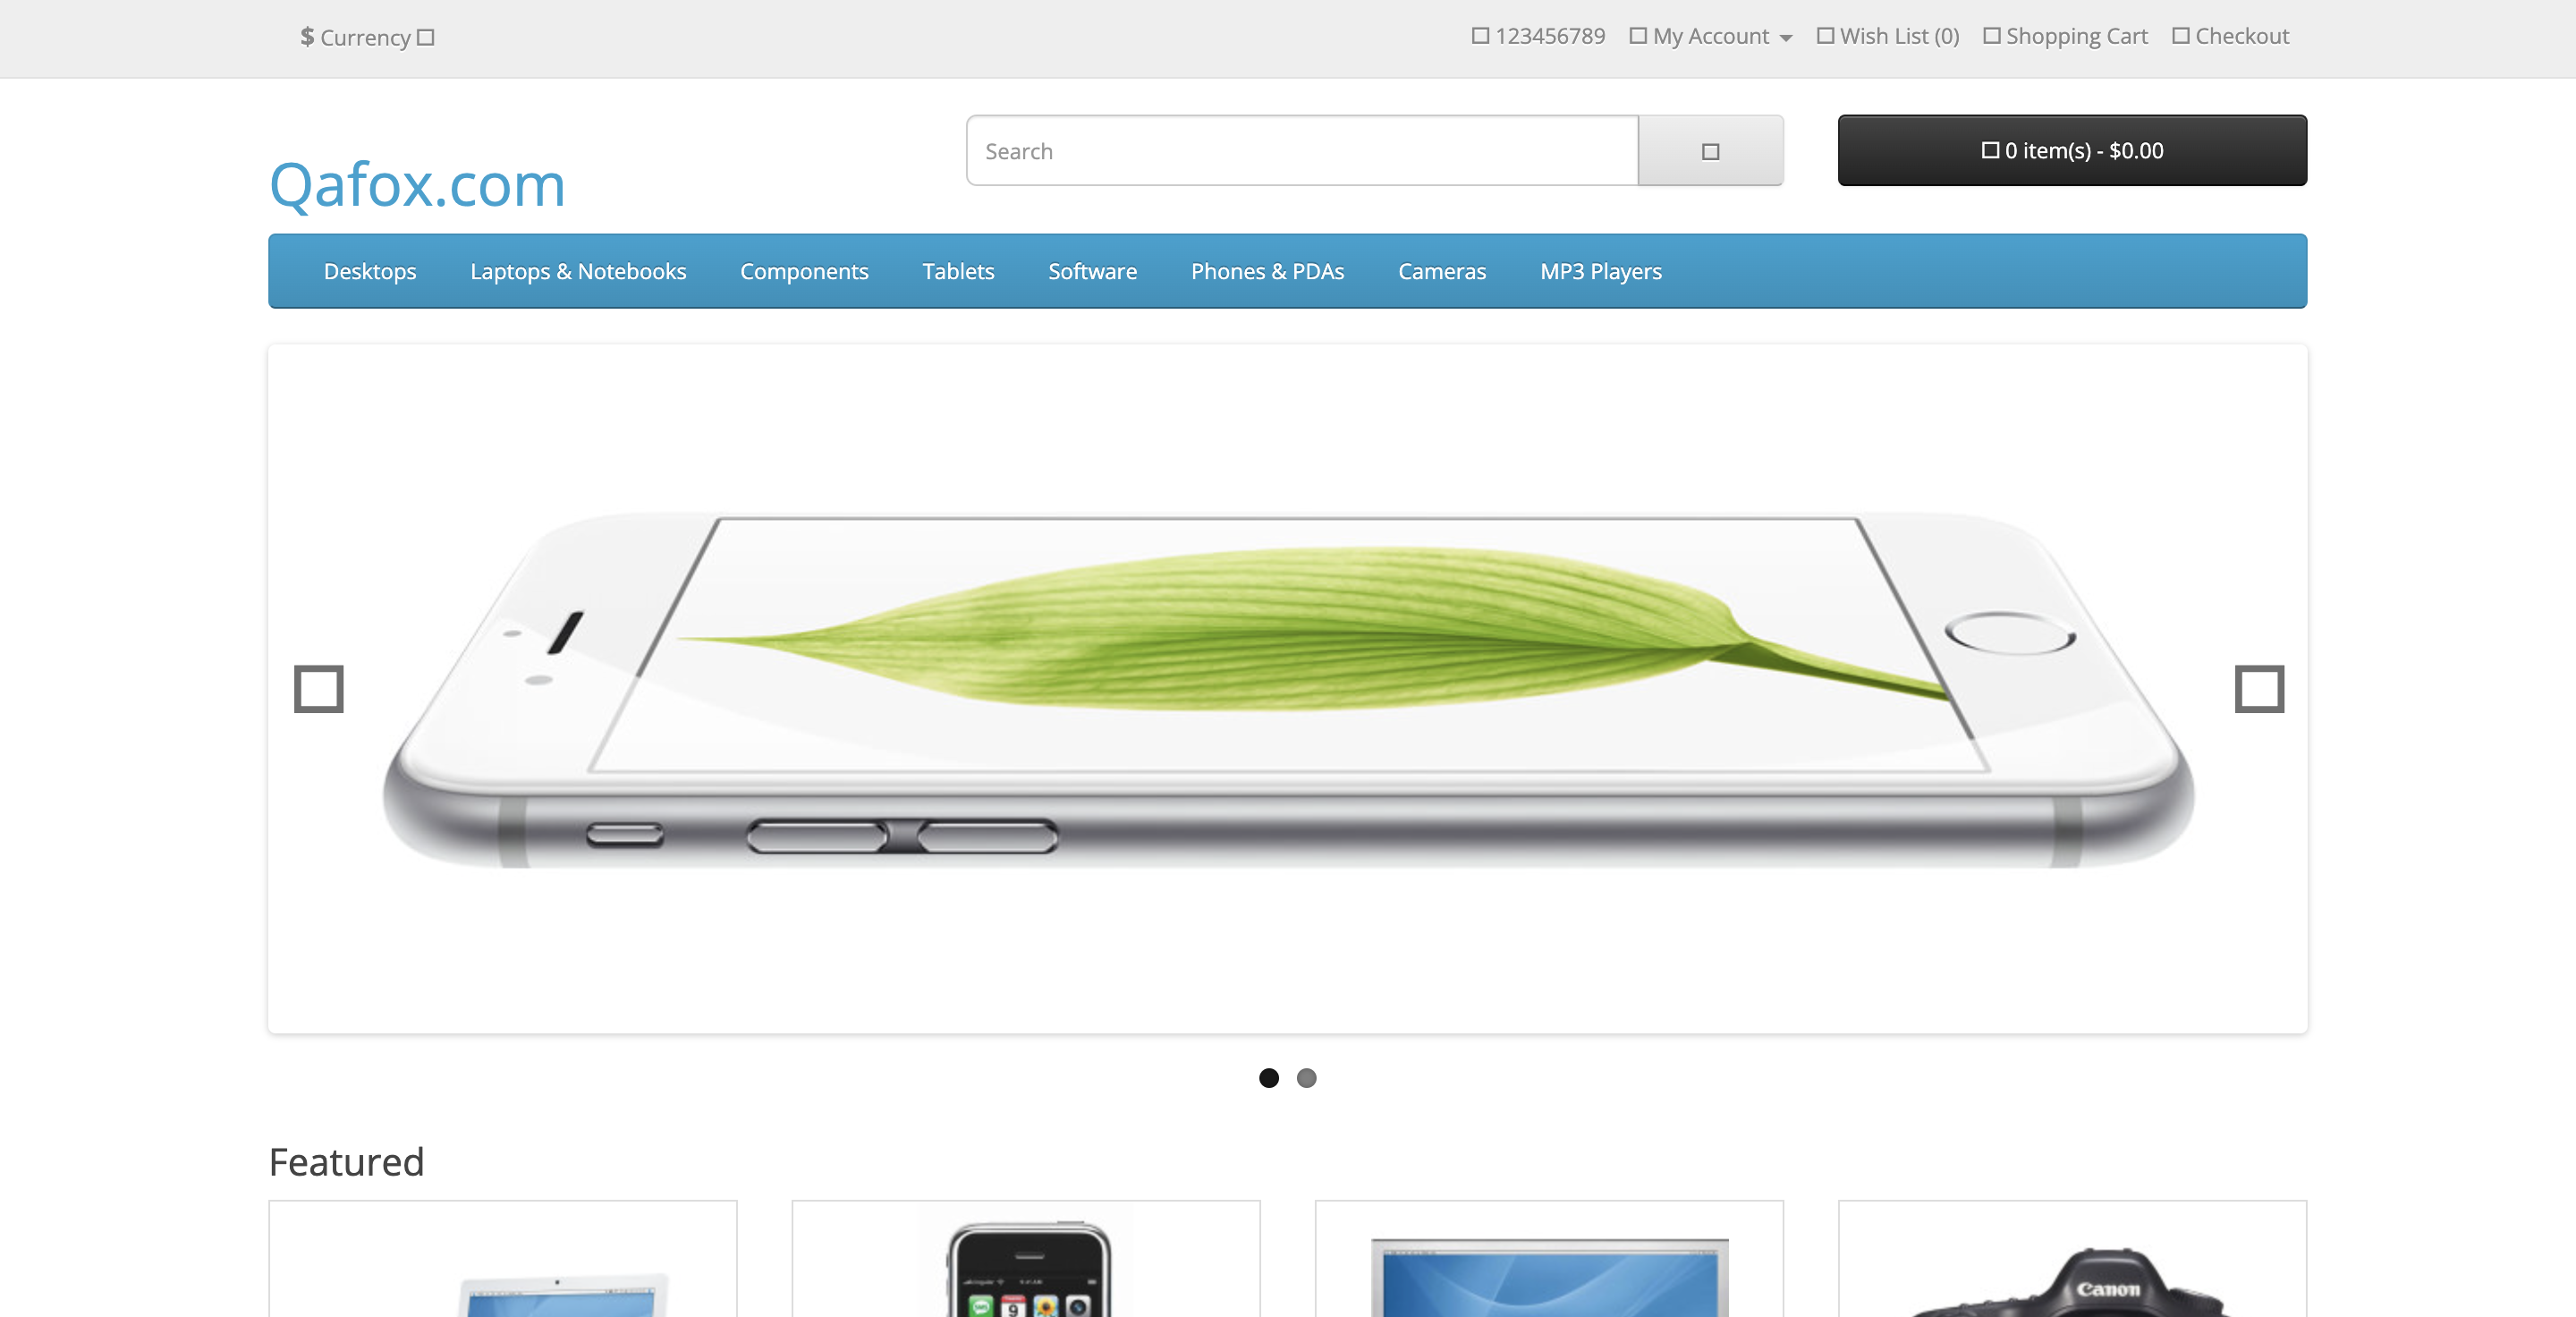 $ Currency
123456789 My Account Wish List (0) Shopping Cart Checkout
Qafox.com
Search
0 item(s) - $0.00
Desktops Laptops & Notebooks Components Tablets Software Phones & PDAs Cameras MP3 Players
Featured
9
Canon